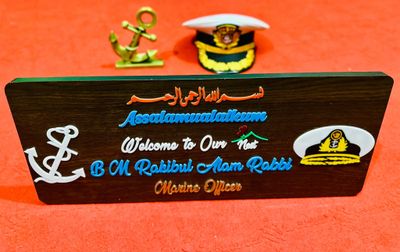 بسم الله الرحمن الرحيم
Assalamualaikum
Welcome to Our Nest
B M Rakibul Alam Rabbi
Marine Officer